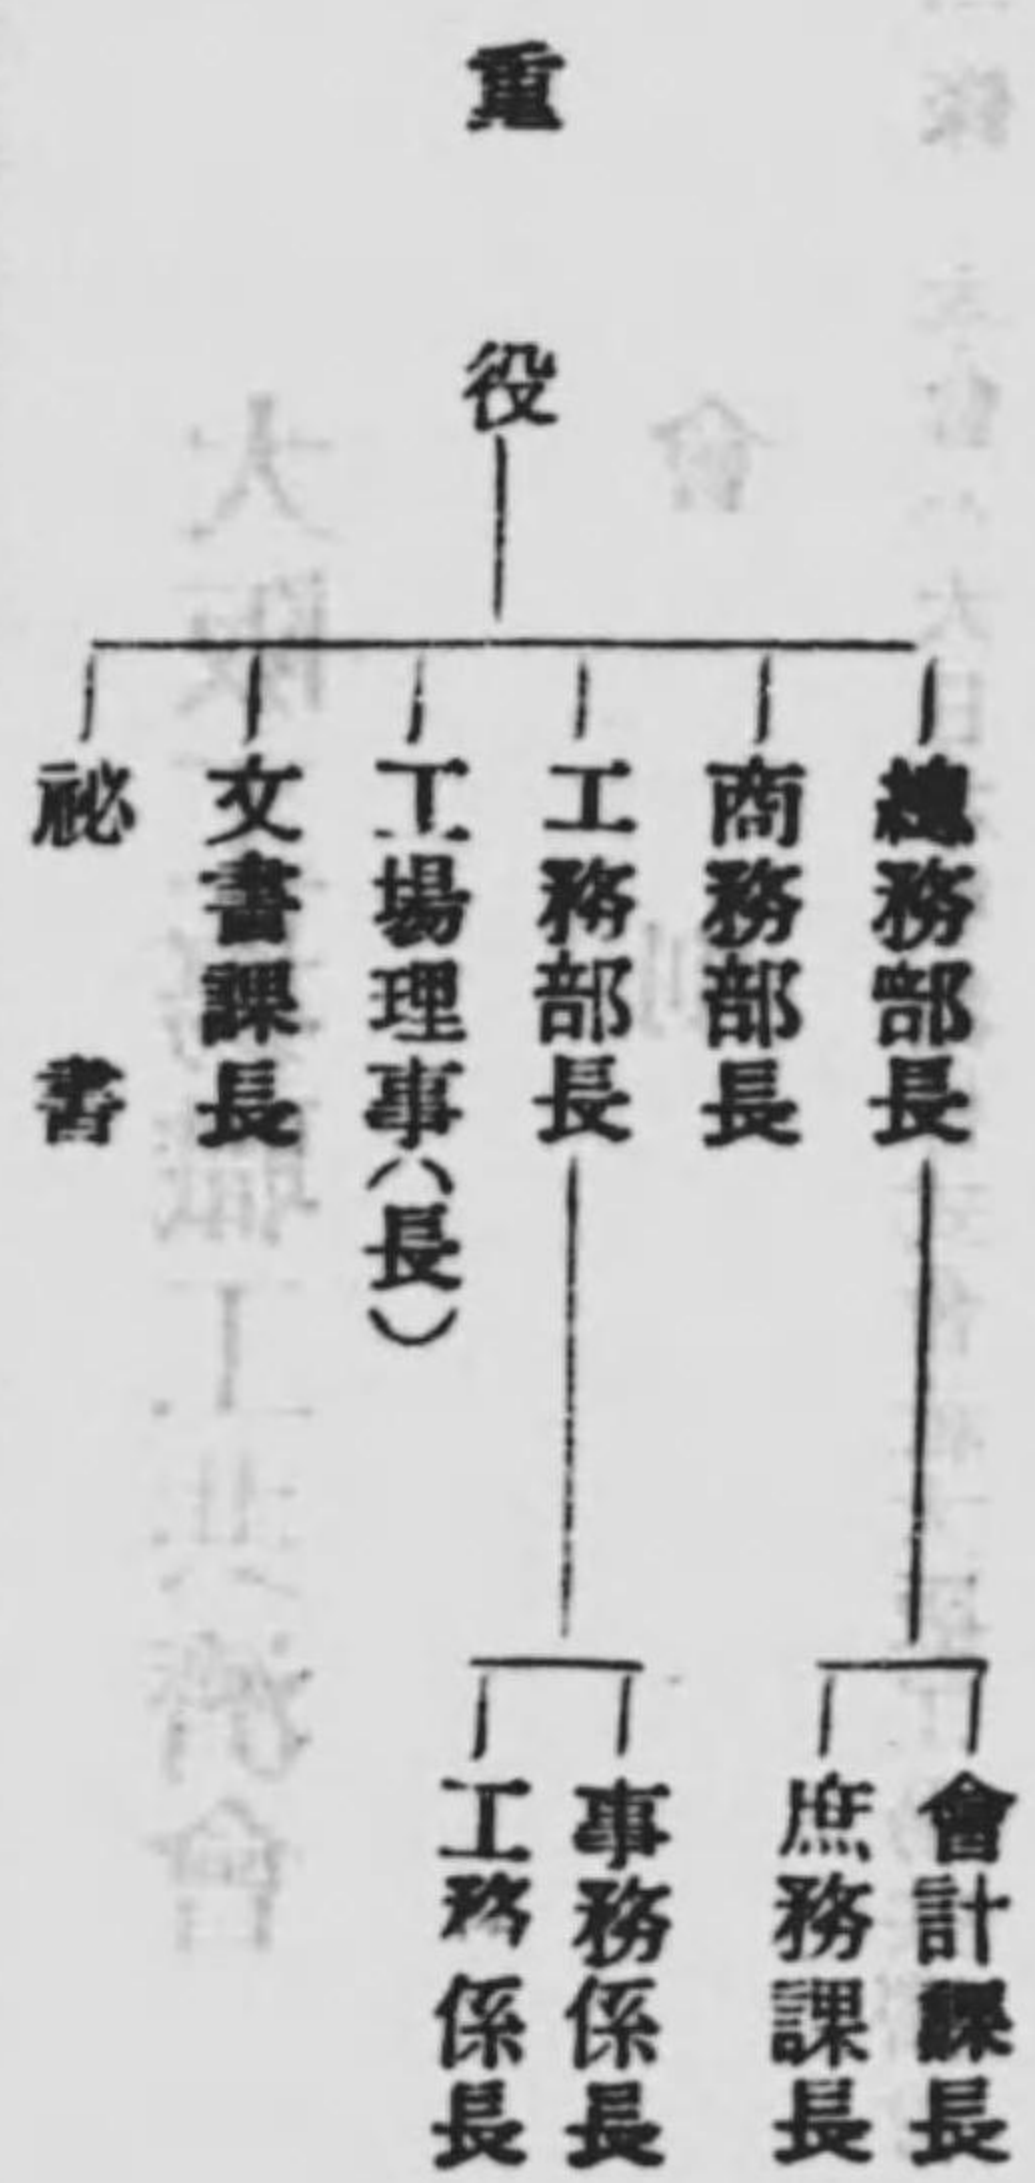 重役
總務部長
商務部長
工務部長
工場理事(長)
文書課長
祕書
會計課長
庶務課長
事務係長
工務係長